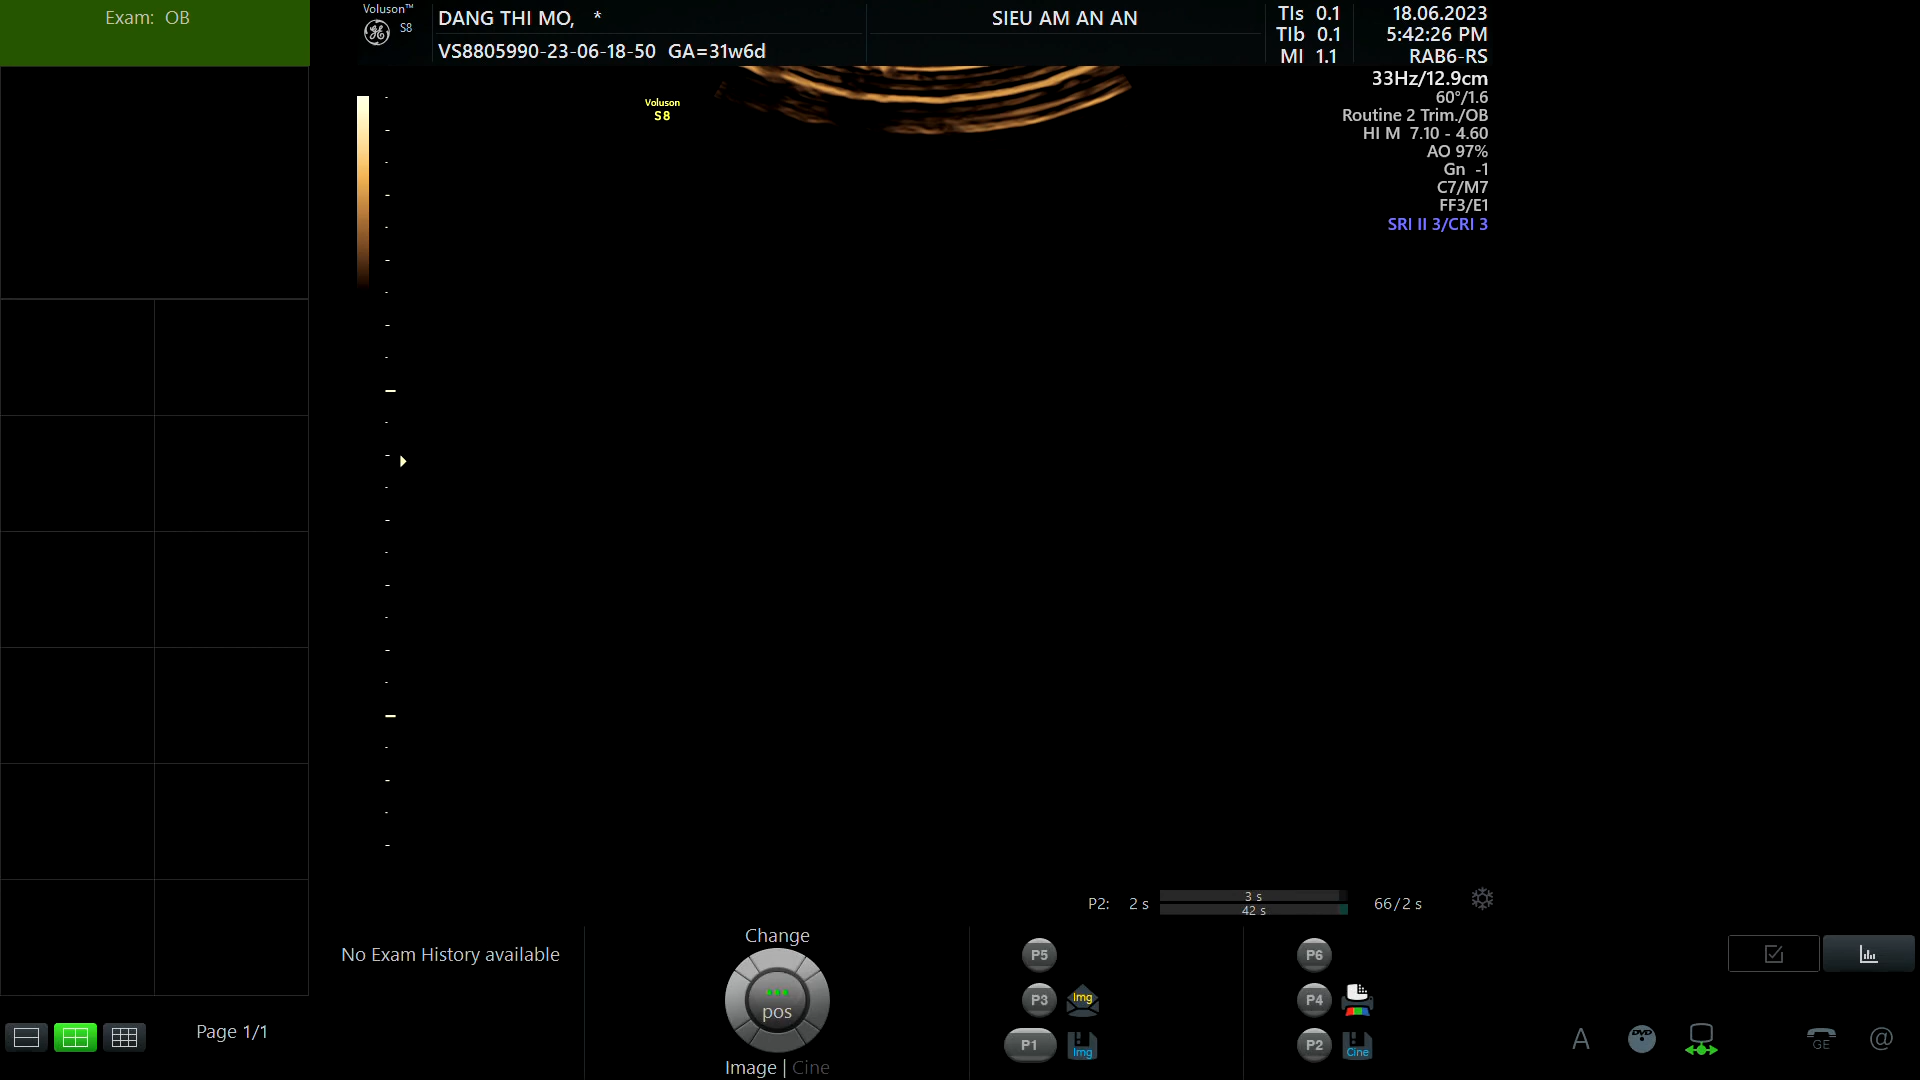 Exam: OB
Voluson™
S8
DANG THI MO, *
SIEU AM AN AN
VS8805990-23-06-18-50 GA=31w6d
TIs 0.1
TIb 0.1
MI 1.1
18.06.2023
5:42:26 PM
RAB6-RS
33Hz/12.9cm
60°/1.6
Routine 2 Trim./OB
HI M 7.10 - 4.60
AO 97%
Gn -1
C7/M7
FF3/E1
SRI II 3/CRI 3
Voluson
S8
P2: 2 s
3 s
42 s
66/2 s
No Exam History available
Change
pos
Image | Cine
P5
P3 Img
P1 Img
P6
P4
P2 Cine
Page 1/1
A
DVD
GE
@